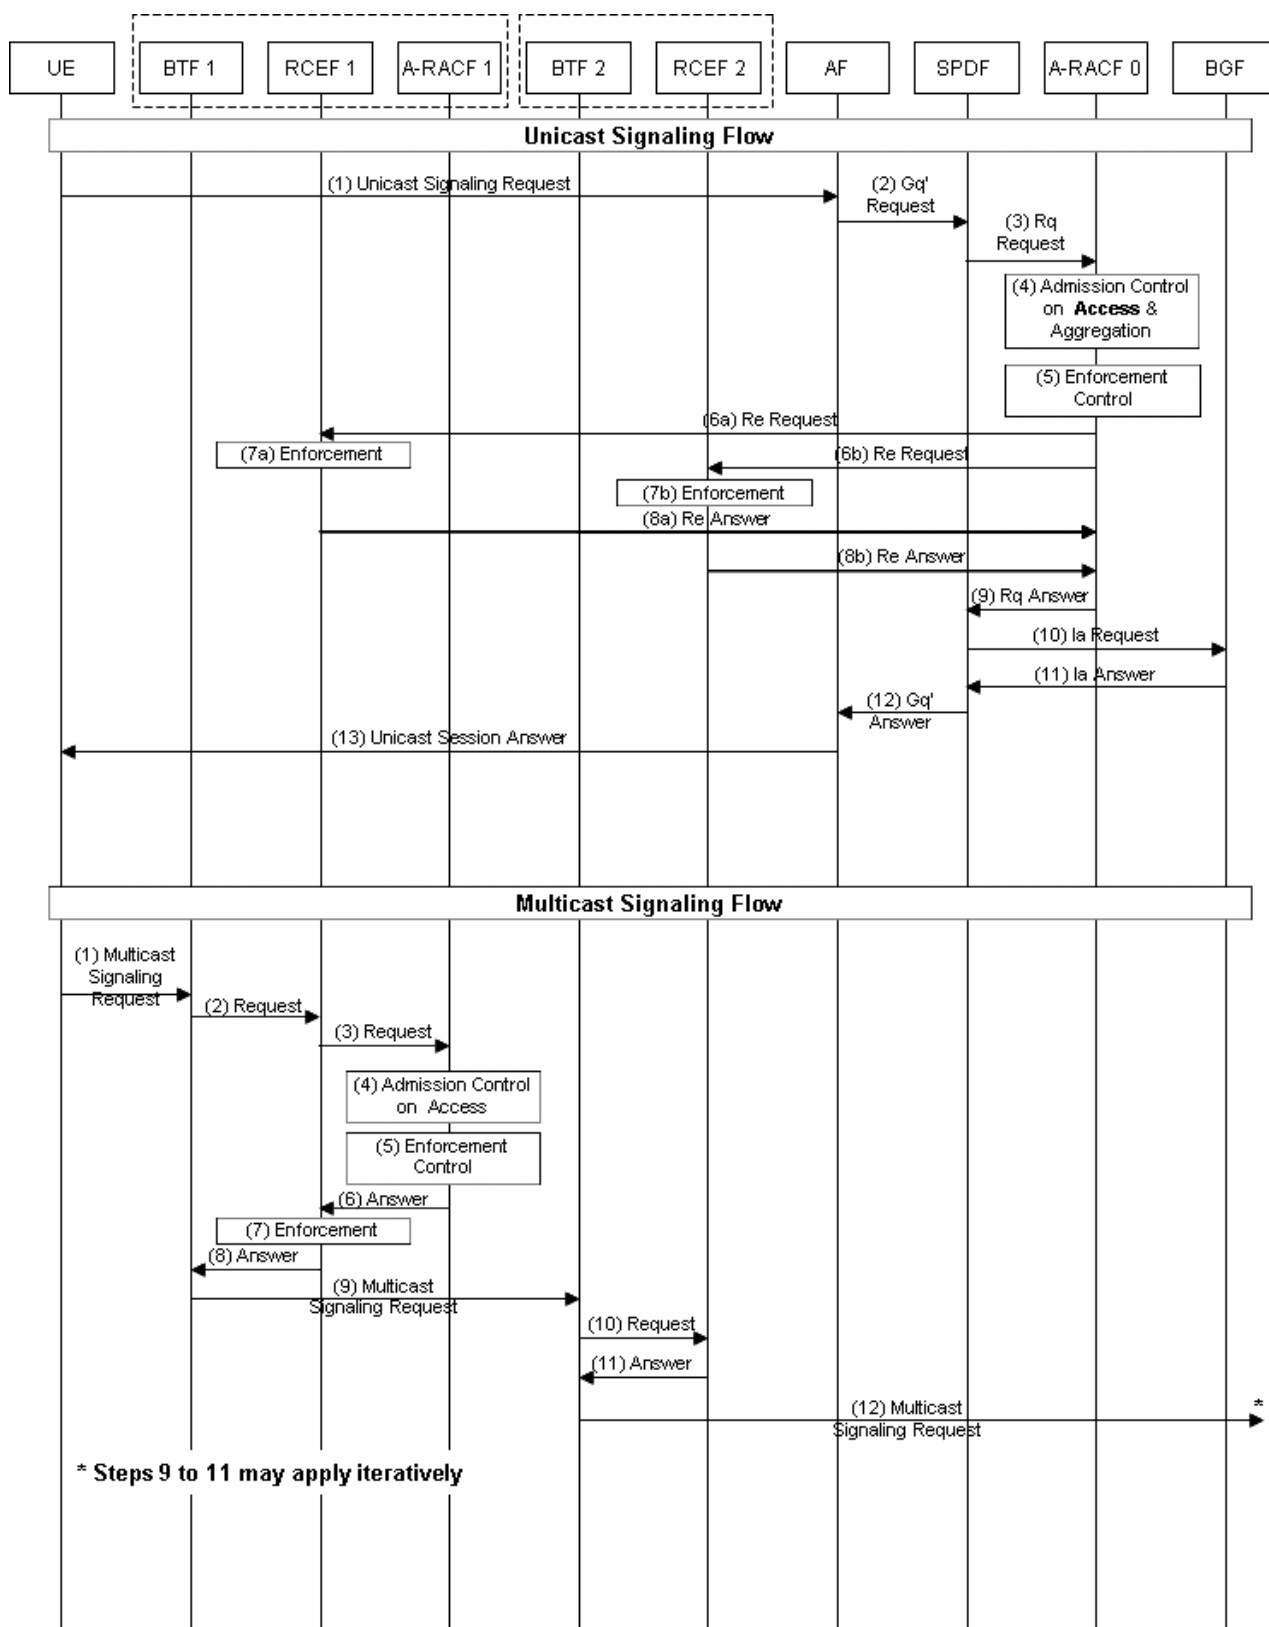 UE
BTF 1
RCEF 1
A-RACF 1
BTF 2
RCEF 2
AF
SPDF
A-RACF 0
BGF
Unicast Signaling Flow
(1) Unicast Signaling Request
(2) Gq'
Request
(3) Rq
Request
(4) Admission Control
on Access &
Aggregation
(5) Enforcement
Control
(6a) Re Request
(7a) Enforcement
(6b) Re Request
(7b) Enforcement
(8a) Re Answer
(8b) Re Answer
(9) Rq Answer
(10) Ia Request
(11) Ia Answer
(12) Gq'
Answer
(13) Unicast Session Answer
Multicast Signaling Flow
(1) Multicast
Signaling
Request
(2) Request
(3) Request
(4) Admission Control
on Access
(5) Enforcement
Control
(6) Answer
(7) Enforcement
(8) Answer
(9) Multicast
Signaling Request
(10) Request
(11) Answer
(12) Multicast
Signaling Request
*
* Steps 9 to 11 may apply iteratively